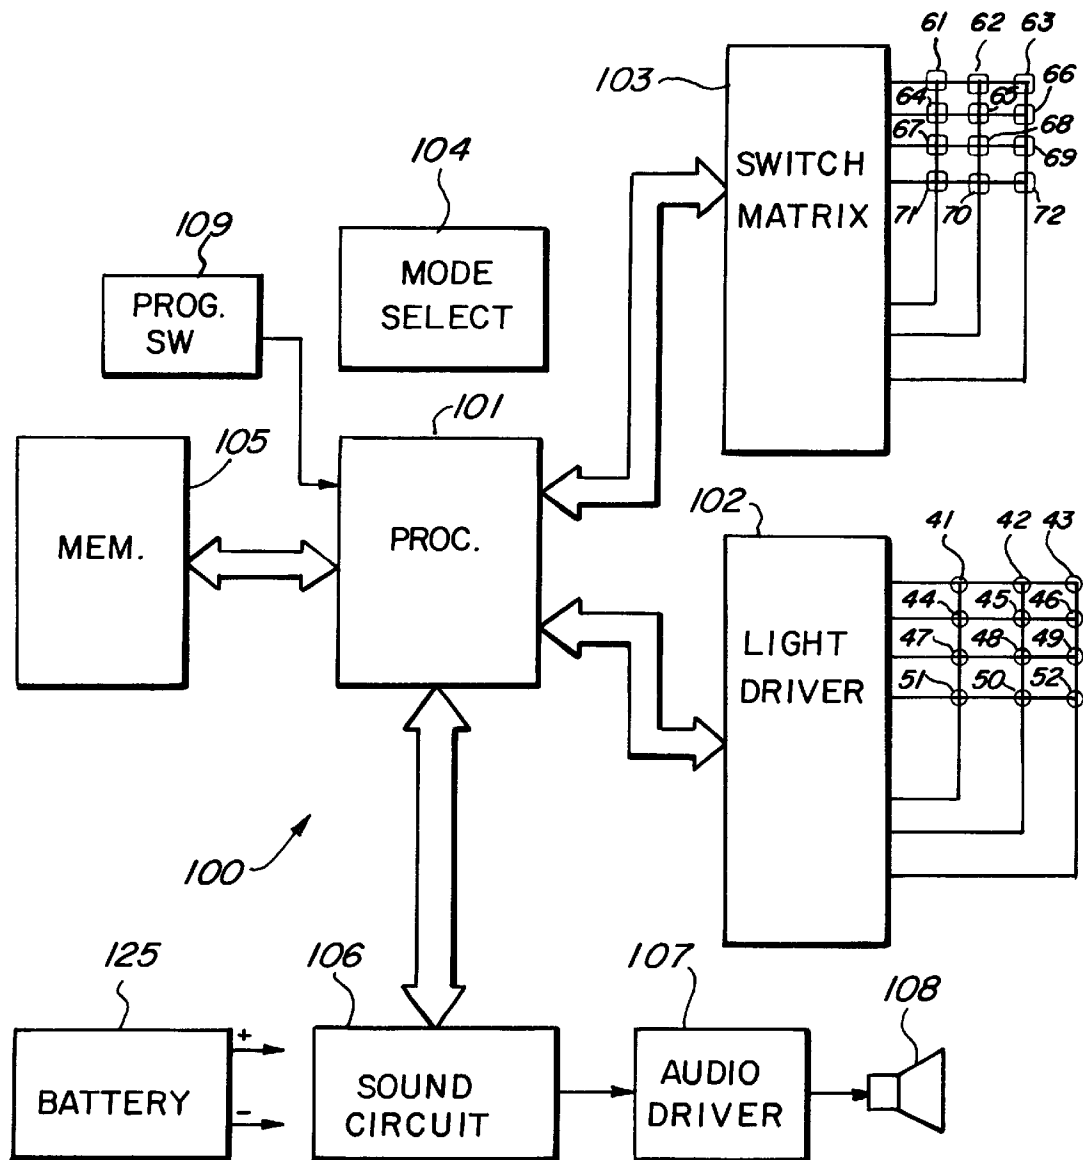 61 62 63
103
64 65 66
67 68
69
71 70 72
SWITCH
MATRIX
104
MODE
SELECT
109
PROG.
SW
101
PROC.
105
MEM.
102
41 42 43
44 45 46
47 48 49
51 50 52
LIGHT
DRIVER
100
125
+
BATTERY
-
106
SOUND
CIRCUIT
107
AUDIO
DRIVER
108